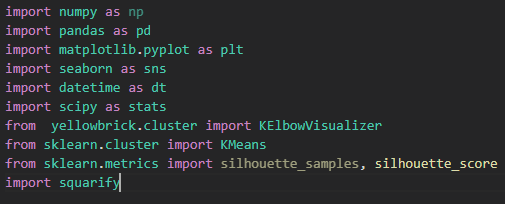 import numpy as np
import pandas as pd
import matplotlib.pyplot as plt
import seaborn as sns
import datetime as dt
import scipy as stats
from  yellowbrick.cluster import KElbowVisualizer
from sklearn.cluster import KMeans
from sklearn.metrics import silhouette_samples, silhouette_score
import squarify